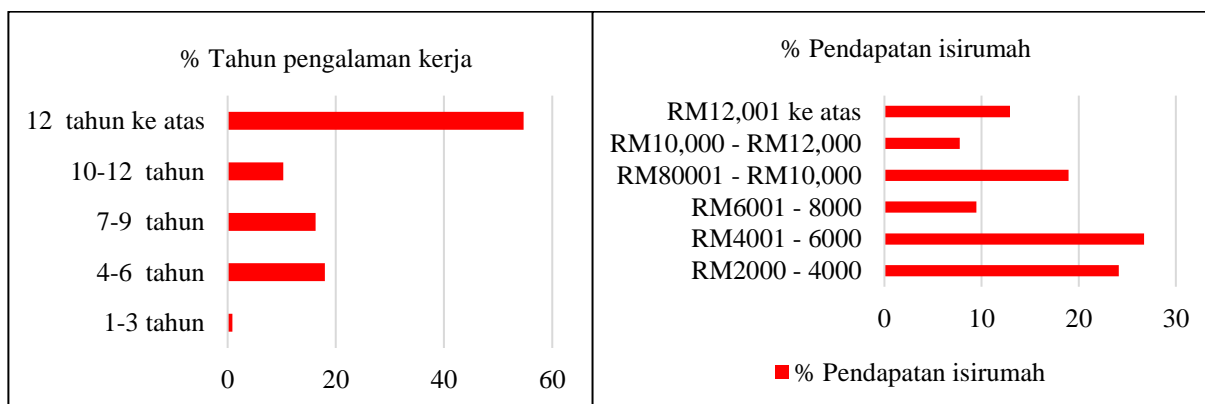 % Tahun pengalaman kerja
12 tahun ke atas
10-12 tahun
7-9 tahun
4-6 tahun
1-3 tahun
0 20 40 60
% Pendapatan isirumah
RM12,001 ke atas
RM10,000 - RM12,000
RM80001 - RM10,000
RM6001 - 8000
RM4001 - 6000
RM2000 - 4000
0 10 20 30
% Pendapatan isirumah